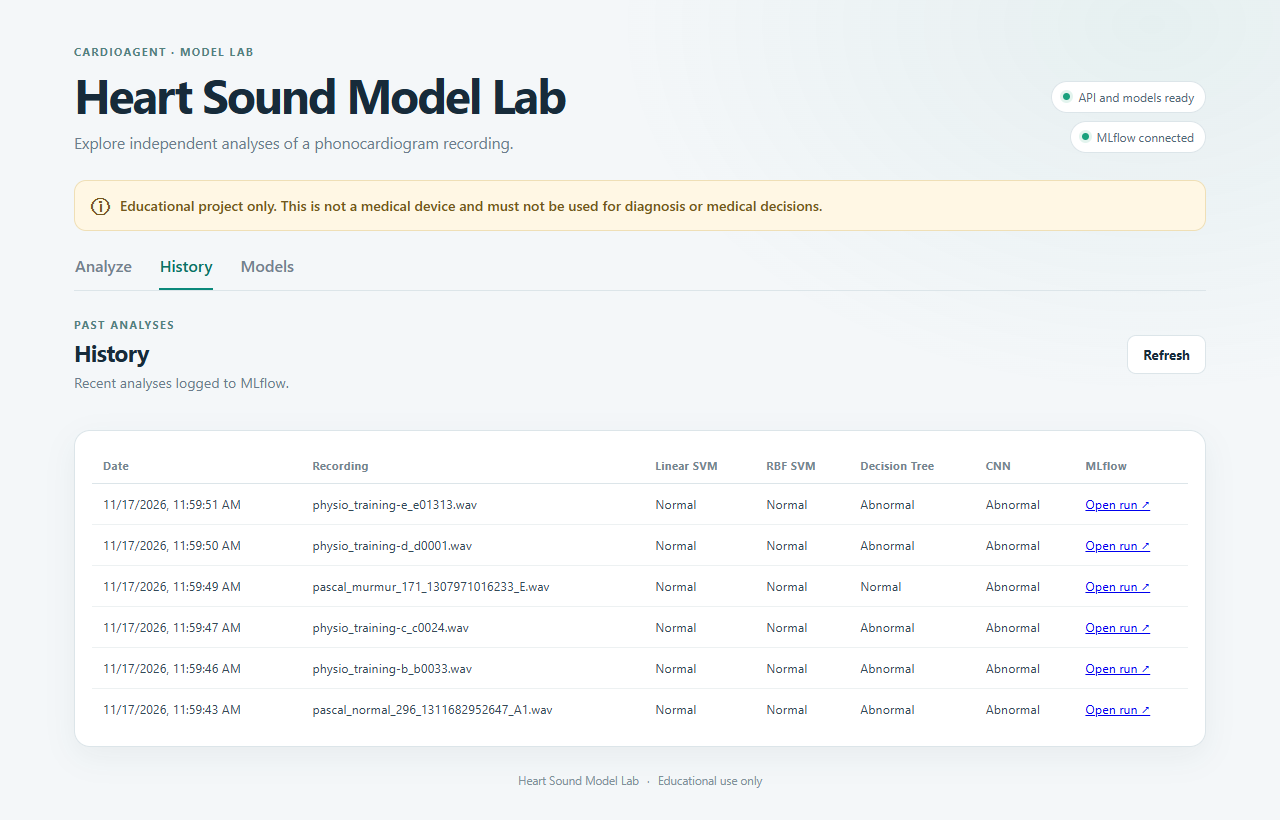 CARDIOAGENT · MODEL LAB
Heart Sound Model Lab
Explore independent analyses of a phonocardiogram recording.
API and models ready
MLflow connected
Educational project only. This is not a medical device and must not be used for diagnosis or medical decisions.
Analyze History Models
PAST ANALYSES
History
Recent analyses logged to MLflow.
Refresh
Date Recording Linear SVM RBF SVM Decision Tree CNN MLflow
11/17/2026, 11:59:51 AM physio_training-e_e01313.wav Normal Normal Abnormal Abnormal Open run ↗
11/17/2026, 11:59:50 AM physio_training-d_d0001.wav Normal Normal Abnormal Abnormal Open run ↗
11/17/2026, 11:59:49 AM pascal_murmur_171_1307971016233_E.wav Normal Normal Normal Abnormal Open run ↗
11/17/2026, 11:59:47 AM physio_training-c_c0024.wav Normal Normal Abnormal Abnormal Open run ↗
11/17/2026, 11:59:46 AM physio_training-b_b0033.wav Normal Normal Abnormal Abnormal Open run ↗
11/17/2026, 11:59:43 AM pascal_normal_296_1311682952647_A1.wav Normal Normal Abnormal Abnormal Open run ↗
Heart Sound Model Lab · Educational use only